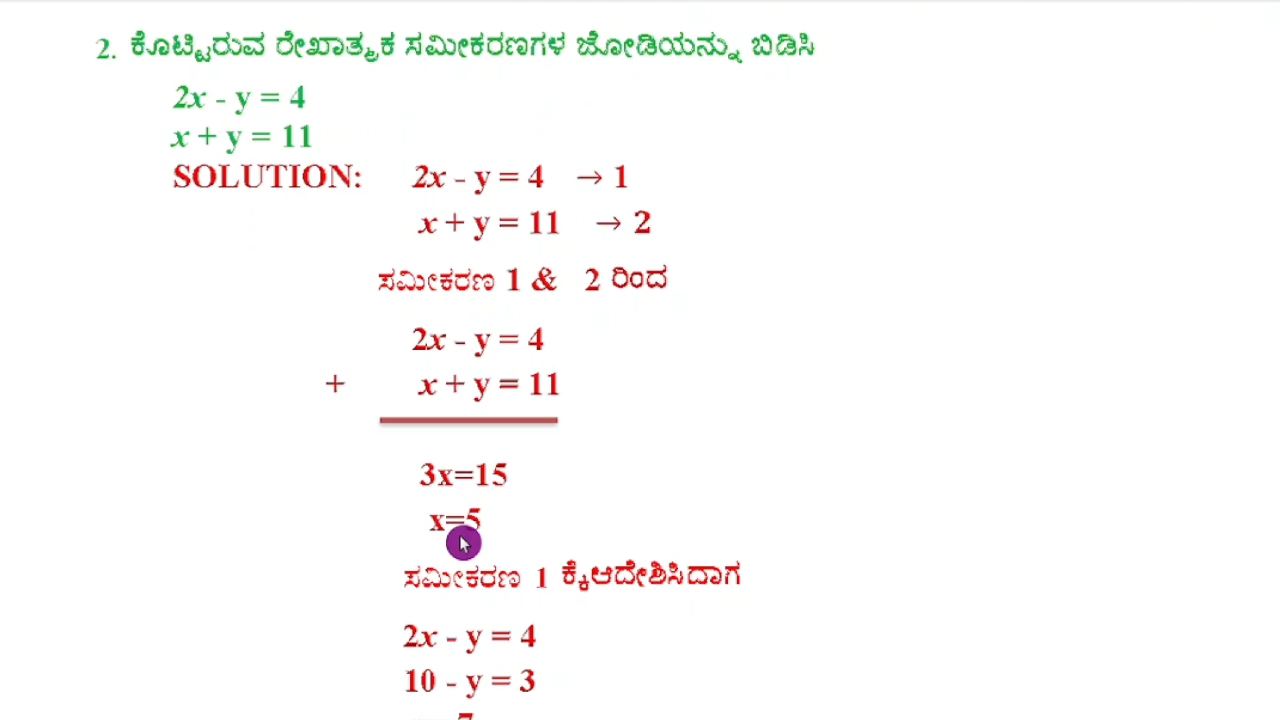 2. ಕೊಟ್ಟಿರುವ ರೇಖಾತ್ಮಕ ಸಮೀಕರಣಗಳ ಜೋಡಿಯನ್ನು ಬಿಡಿಸಿ
2x - y = 4
x + y = 11
SOLUTION: 2x - y = 4 → 1
x + y = 11 → 2
ಸಮೀಕರಣ 1 & 2 ರಿಂದ
2x - y = 4
+ x + y = 11
3x=15
x=5
ಸಮೀಕರಣ 1 ಕ್ಕೆಆದೇಶಿಸಿದಾಗ
2x - y = 4
10 - y = 3